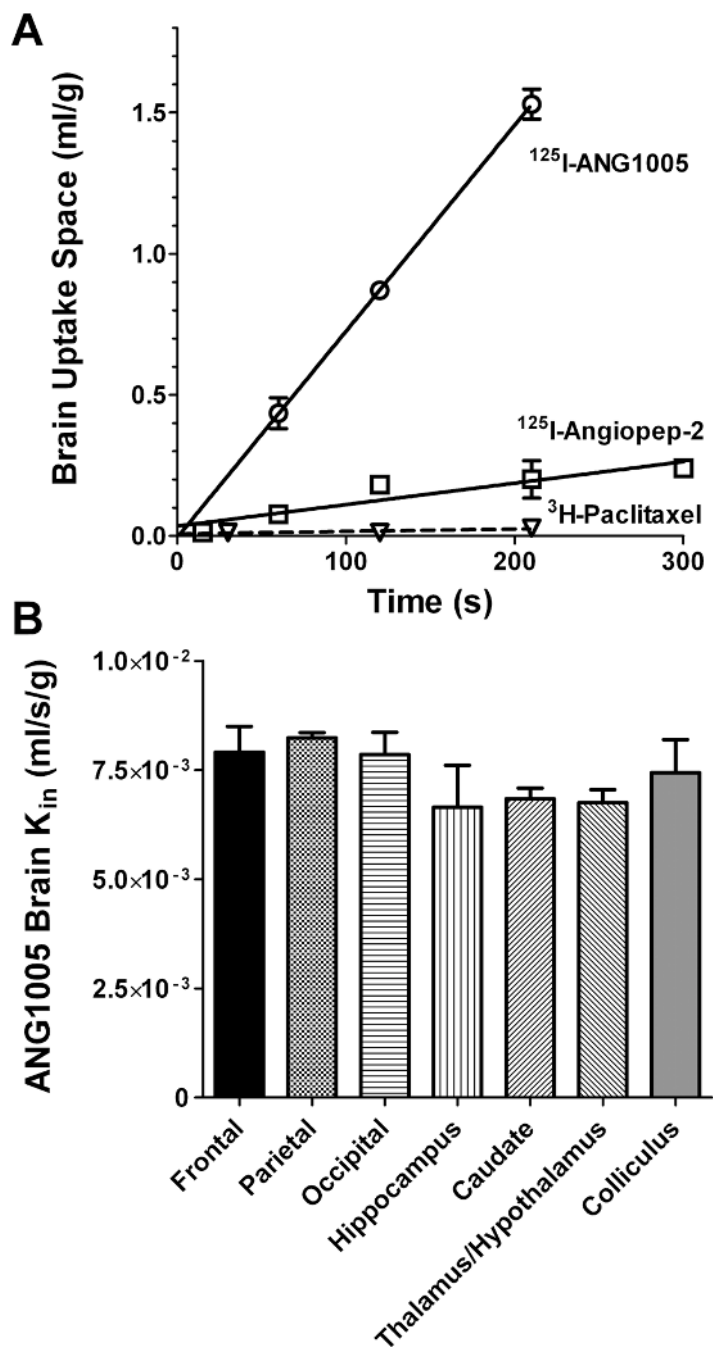 A
Brain Uptake Space (ml/g)
1.5
1.0
0.5
0.0
¹²⁵I-ANG1005
¹²⁵I-Angiopep-2
³H-Paclitaxel
0
100
200
300
Time (s)
B
ANG1005 Brain Kᵢₙ (ml/s/g)
1.0×10⁻²
7.5×10⁻³
5.0×10⁻³
2.5×10⁻³
0
Frontal
Parietal
Occipital
Hippocampus
Caudate
Thalamus/Hypothalamus
Colliculus